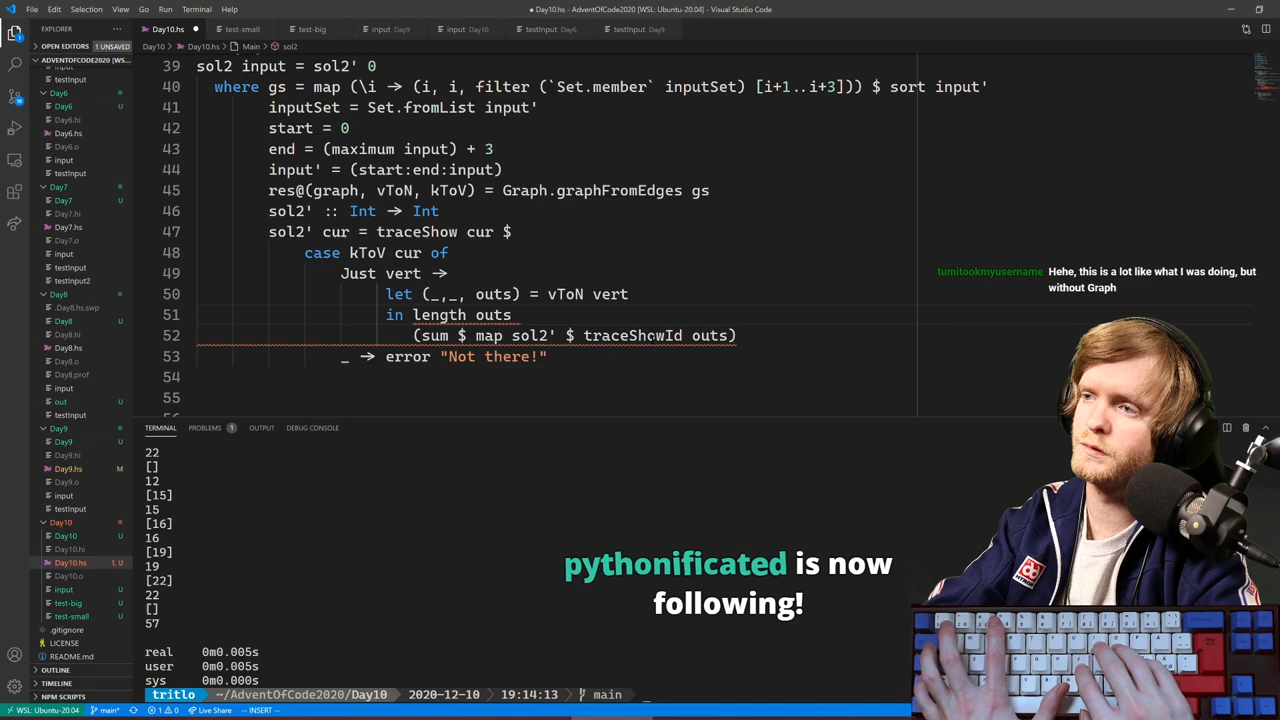 File Edit Selection View Go Run Terminal Help
● Day10.hs - AdventOfCode2020 [WSL: Ubuntu-20.04] - Visual Studio Code
EXPLORER
Day10.hs ●
test-small
test-big
input Day9
input Day10
testInput Day6
testInput Day9
OPEN EDITORS 1 UNSAVED
Day10 > Day10.hs > Main > sol2
ADVENTOFCODE2020 [WS...
testInput
Day6
Day6 U
Day6.hi
Day6.hs
Day6.o
input
testInput
Day7
Day7 U
Day7.hi
Day7.hs
Day7.o
input
testInput
testInput2
Day8
.Day8.hs.swp
Day8 U
Day8.hi
Day8.hs
Day8.o
Day8.prof
input
out U
testInput
Day9
Day9 U
Day9.hi
Day9.hs M
Day9.o
input
testInput
Day10
Day10 U
Day10.hi
Day10.hs 1, U
Day10.o
input U
test-big U
test-small U
.gitignore
LICENSE
README.md
OUTLINE
TIMELINE
NPM SCRIPTS
39 sol2 input = sol2' 0
40 where gs = map (\i → (i, i, filter (`Set.member` inputSet) [i+1..i+3])) $ sort input'
41 inputSet = Set.fromList input'
42 start = 0
43 end = (maximum input) + 3
44 input' = (start:end:input)
45 res@(graph, vToN, kToV) = Graph.graphFromEdges gs
46 sol2' :: Int → Int
47 sol2' cur = traceShow cur $
48 case kToV cur of
49 Just vert →
50 let (_,_, outs) = vToN vert
51 in length outs
52 (sum $ map sol2' $ traceShowId outs)
53 _ → error "Not there!"
54
55
tumitookmyusername Hehe, this is a lot like what I was doing, but
without Graph
TERMINAL PROBLEMS 1 OUTPUT DEBUG CONSOLE
22
[]
12
[15]
15
[16]
16
[19]
19
[22]
22
[]
57
real 0m0.005s
user 0m0.005s
sys 0m0.000s
tritlo ~/AdventOfCode2020/Day10 2020-12-10 19:14:13 main
pythonificated is now
following!
WSL: Ubuntu-20.04 main* 1 0 Live Share -- INSERT --